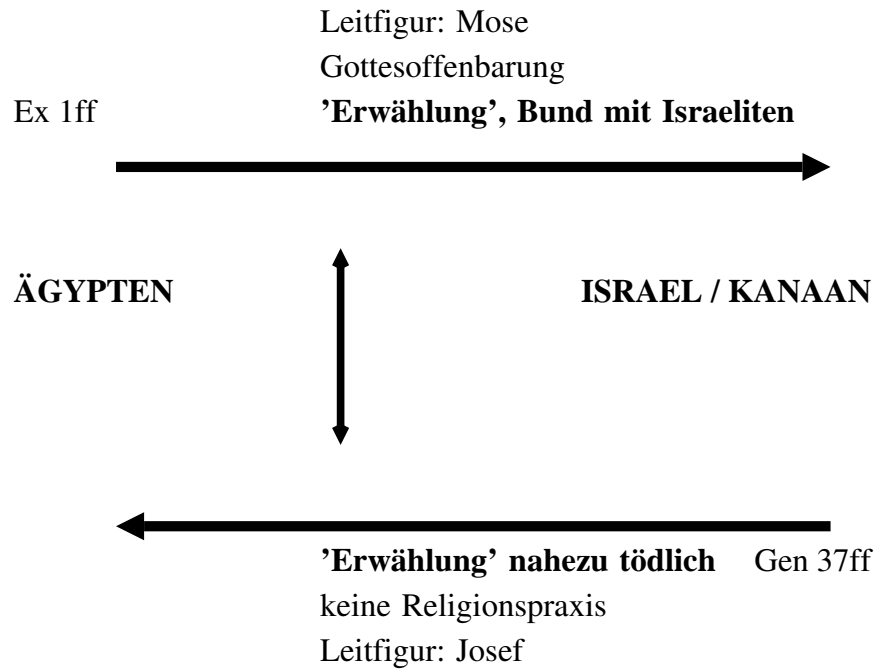 Leitfigur: Mose
Gottesoffenbarung
Ex 1ff ’Erwählung’, Bund mit Israeliten
ÄGYPTEN ISRAEL / KANAAN
’Erwählung’ nahezu tödlich Gen 37ff
keine Religionspraxis
Leitfigur: Josef